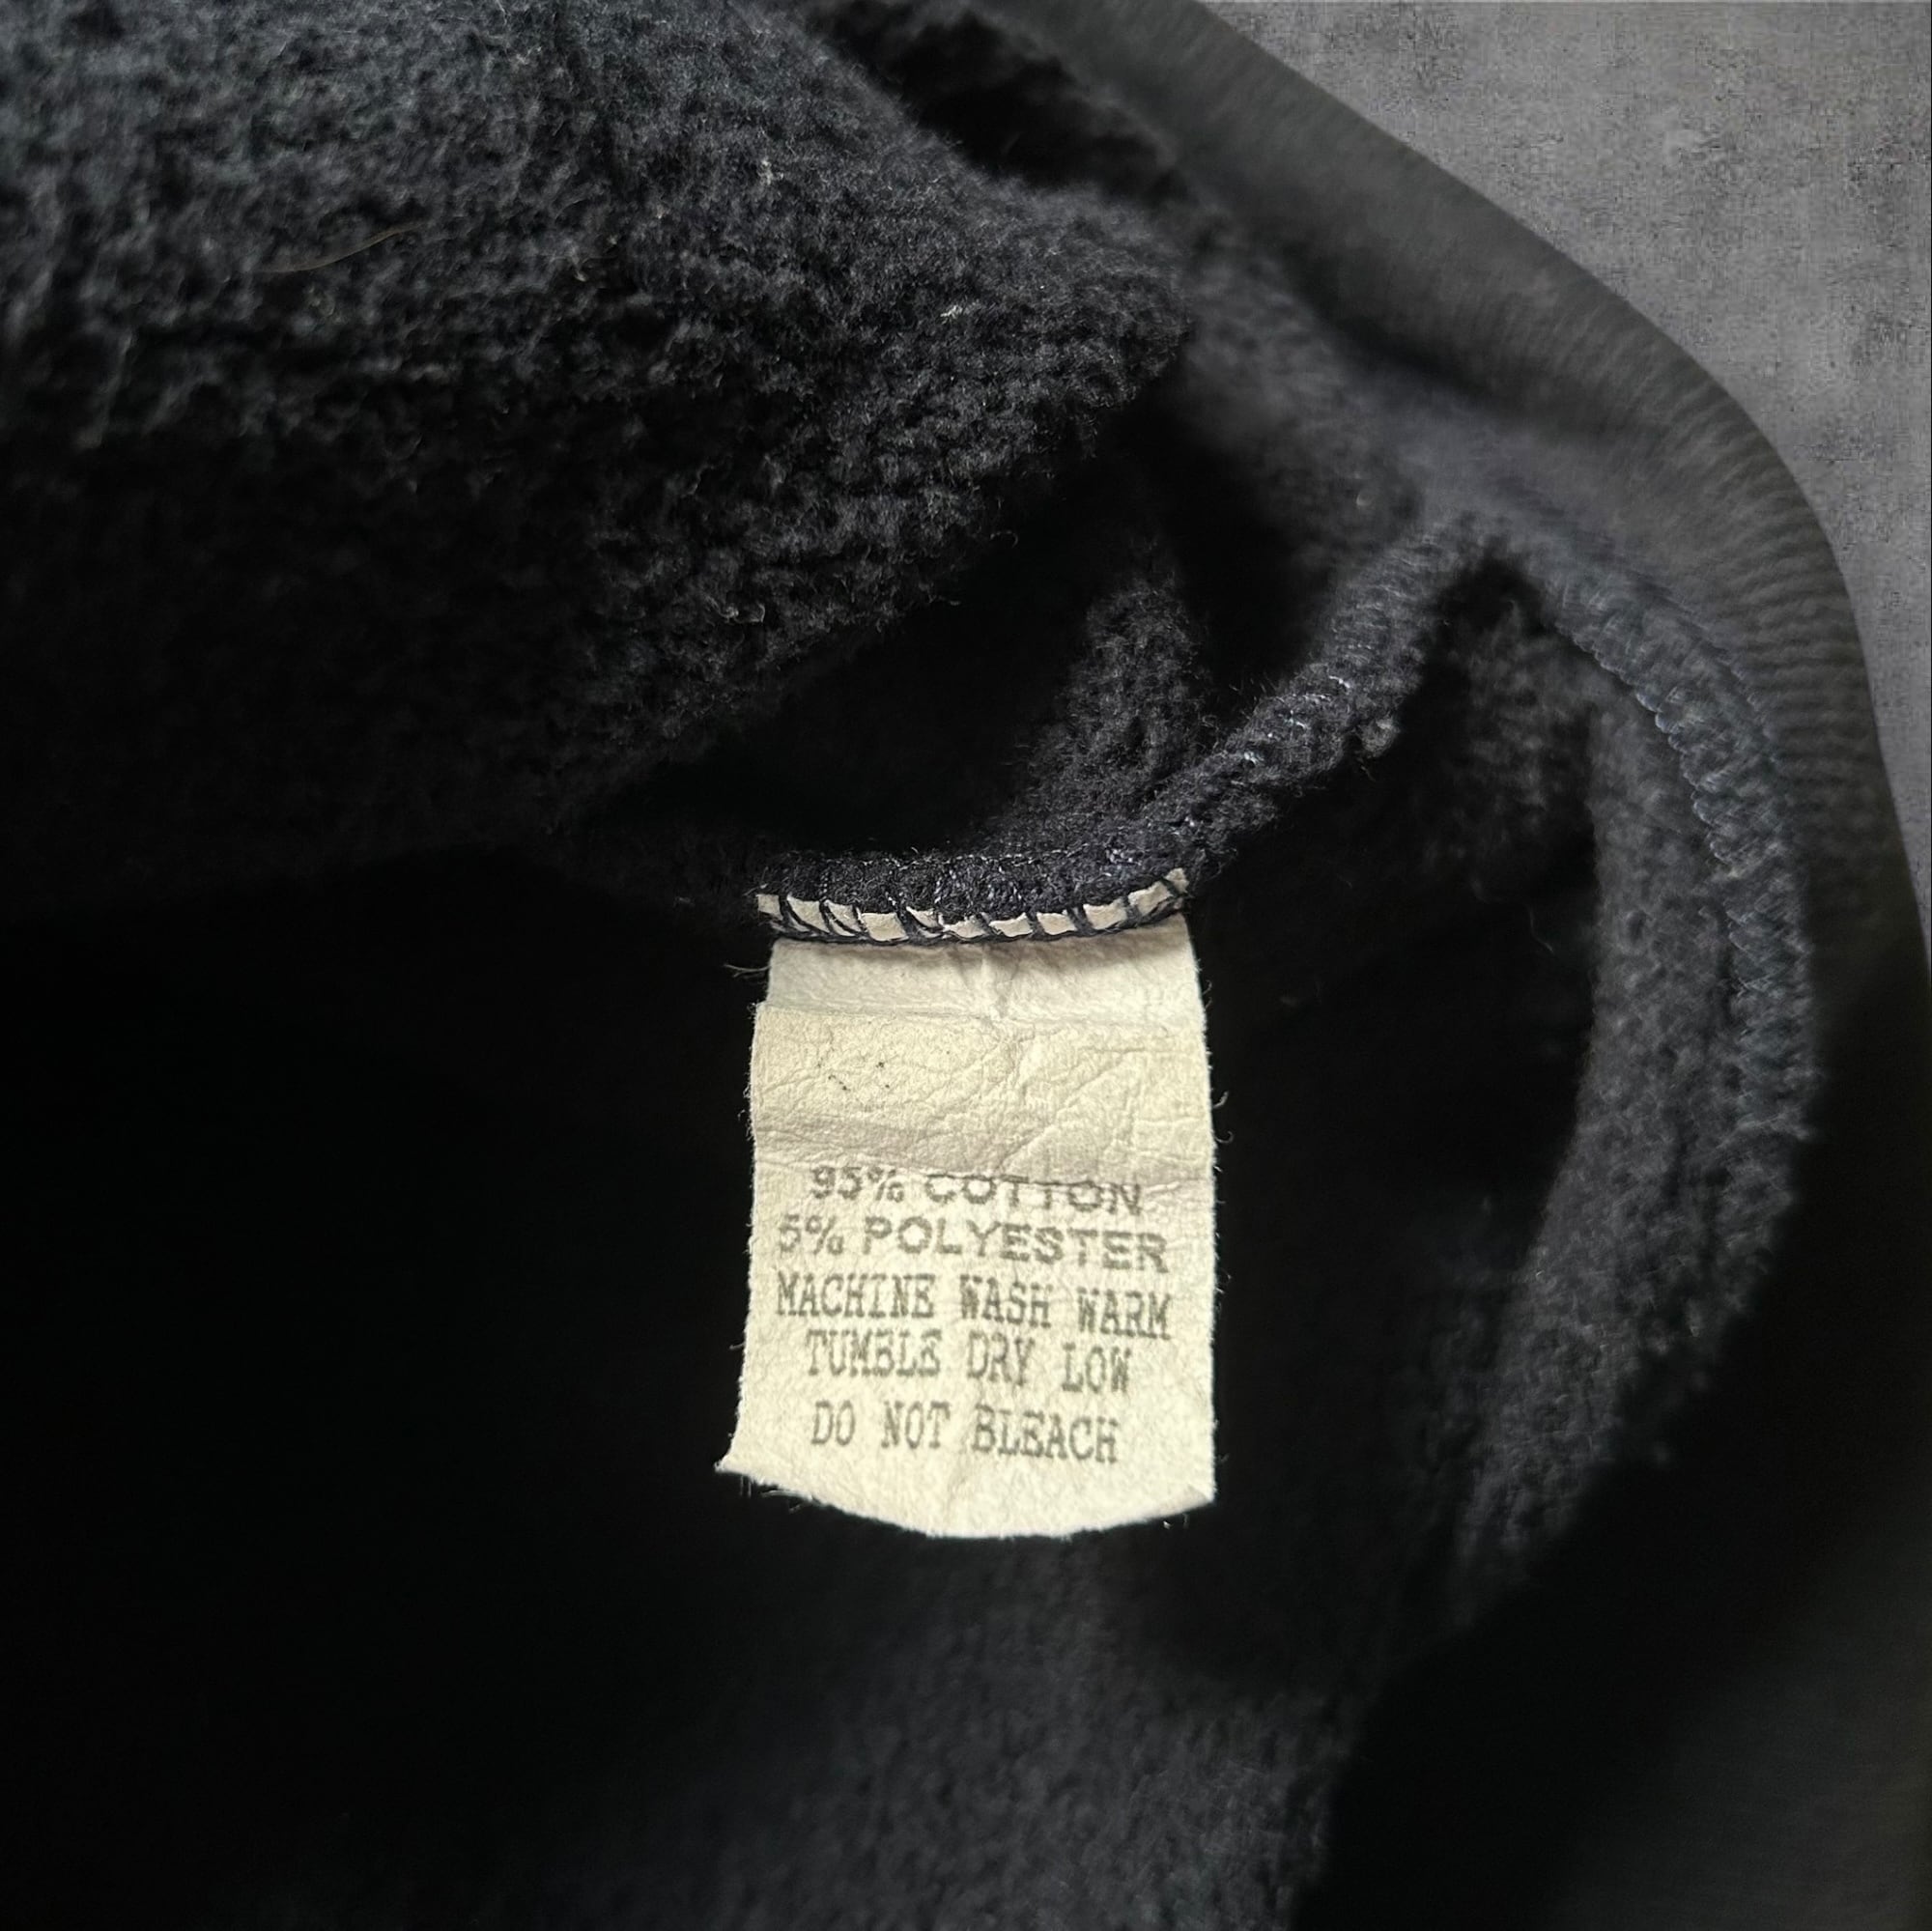 95% COTTON
5% POLYESTER
MACHINE WASH WARM
TUMBLE DRY LOW
DO NOT BLEACH